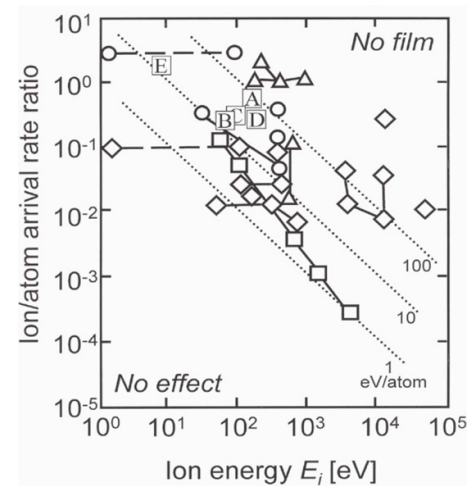 10¹
10⁰
10⁻¹
10⁻²
10⁻³
10⁻⁴
10⁻⁵
Ion/atom arrival rate ratio
No film
E
A
B C D
100
10
1
eV/atom
No effect
10⁰ 10¹ 10² 10³ 10⁴ 10⁵
Ion energy Eᵢ [eV]